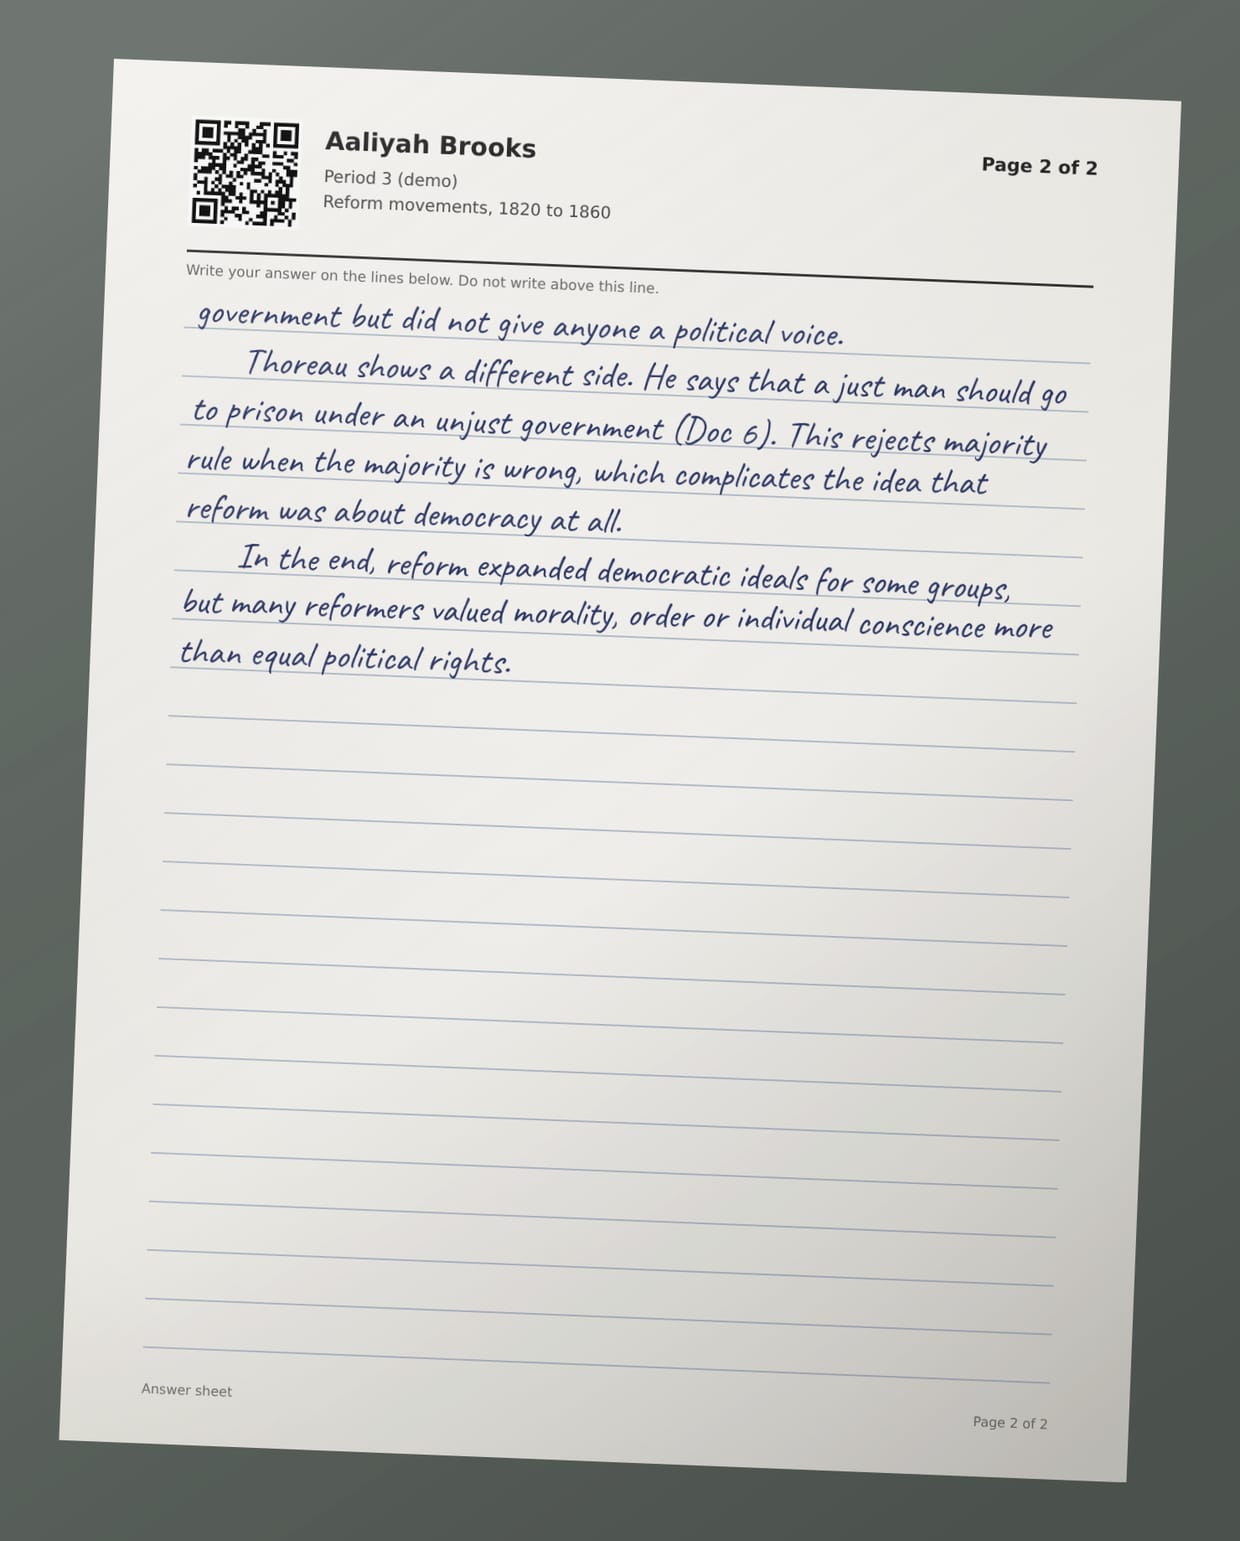 Aaliyah Brooks
Period 3 (demo)
Reform movements, 1820 to 1860
Page 2 of 2
Write your answer on the lines below. Do not write above this line.
government but did not give anyone a political voice.
Thoreau shows a different side. He says that a just man should go
to prison under an unjust government (Doc 6). This rejects majority
rule when the majority is wrong, which complicates the idea that
reform was about democracy at all.
In the end, reform expanded democratic ideals for some groups,
but many reformers valued morality, order or individual conscience more
than equal political rights.
Answer sheet
Page 2 of 2